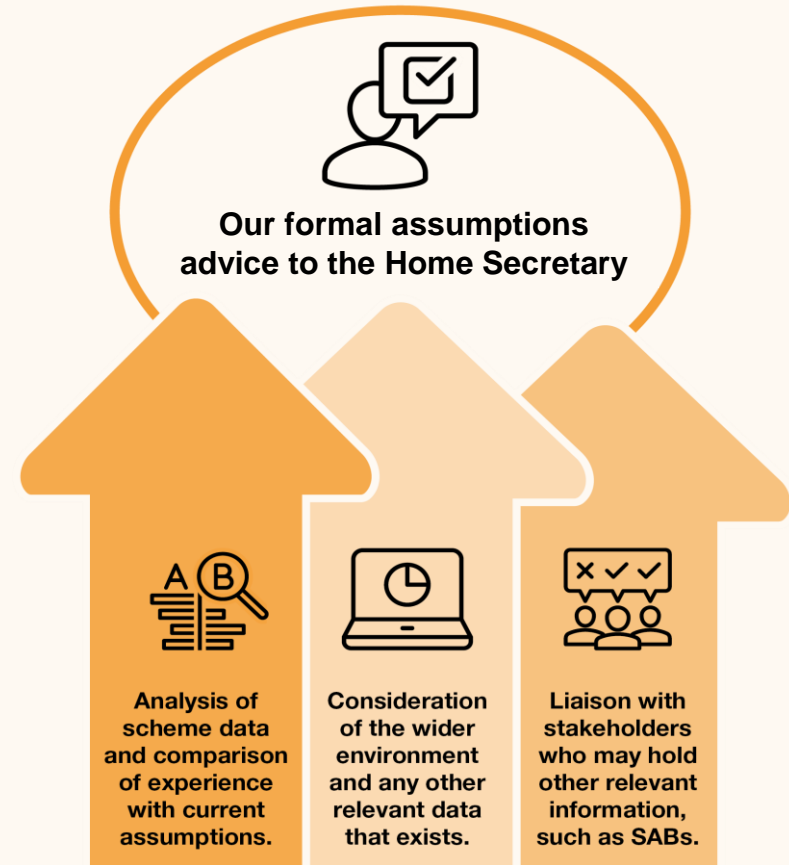 Our formal assumptions
advice to the Home Secretary
A B
Analysis of
scheme data
and comparison
of experience
with current
assumptions.
Consideration
of the wider
environment
and any other
relevant data
that exists.
Liaison with
stakeholders
who may hold
other relevant
information,
such as SABs.